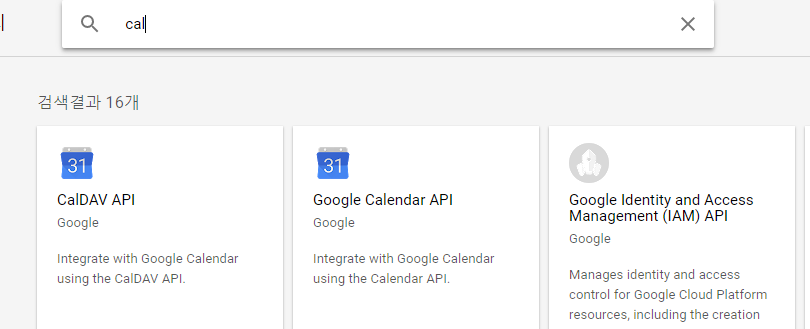 cal
검색결과 16개
31
CalDAV API
Google
Integrate with Google Calendar
using the CalDAV API.
31
Google Calendar API
Google
Integrate with Google Calendar
using the Calendar API.
Google Identity and Access
Management (IAM) API
Google
Manages identity and access
control for Google Cloud Platform
resources, including the creation